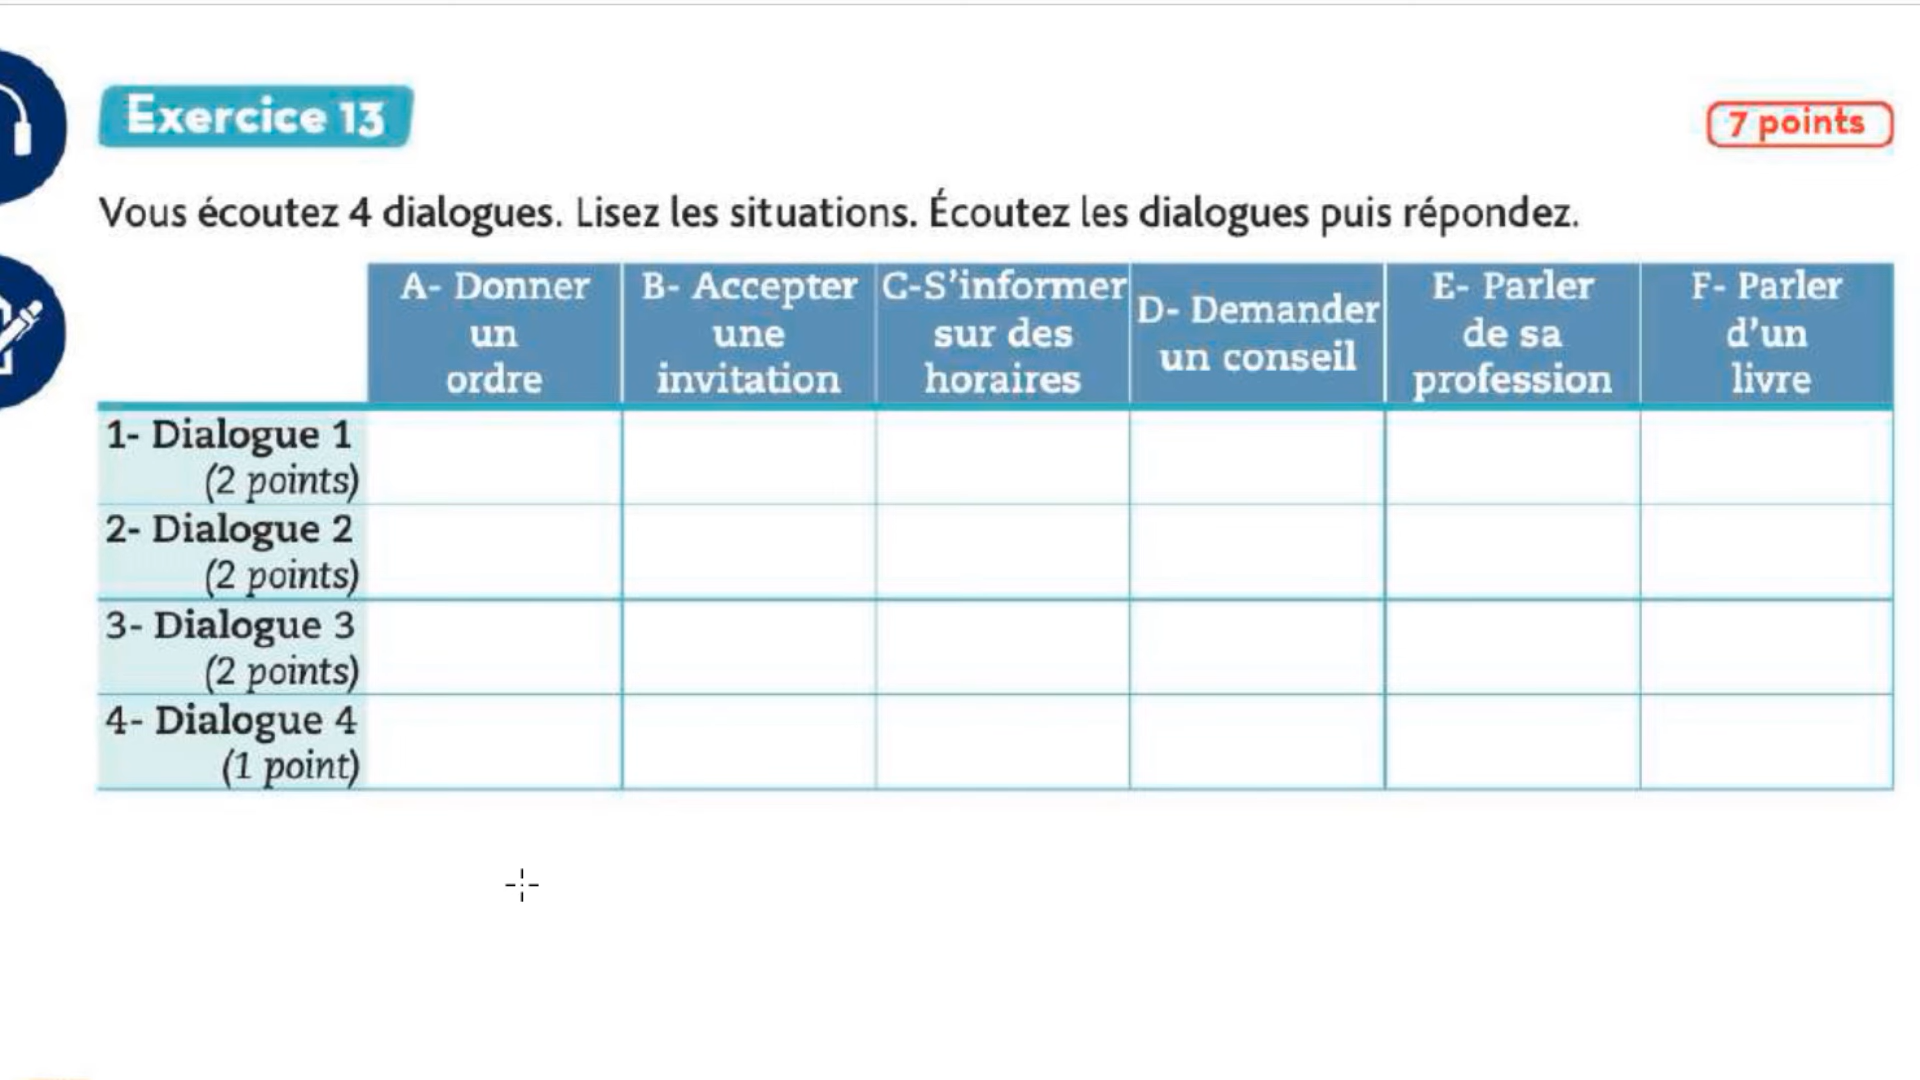 Exercice 13
7 points
Vous écoutez 4 dialogues. Lisez les situations. Écoutez les dialogues puis répondez.
A- Donner un ordre
B- Accepter une invitation
C-S'informer sur des horaires
D- Demander un conseil
E- Parler de sa profession
F- Parler d'un livre
1- Dialogue 1
(2 points)
2- Dialogue 2
(2 points)
3- Dialogue 3
(2 points)
4- Dialogue 4
(1 point)